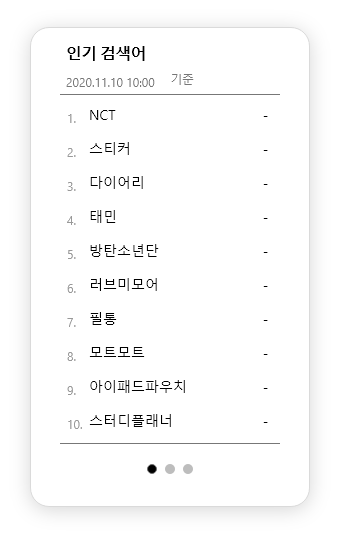 인기 검색어
2020.11.10 10:00 기준
1. NCT -
2. 스티커 -
3. 다이어리 -
4. 태민 -
5. 방탄소년단 -
6. 러브미모어 -
7. 필통 -
8. 모트모트 -
9. 아이패드파우치 -
10. 스터디플래너 -